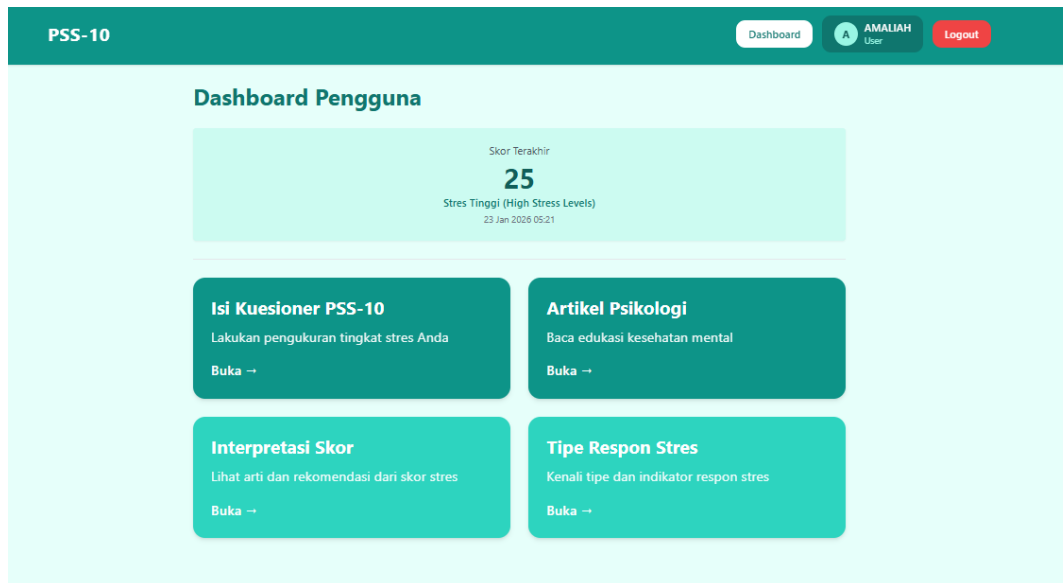 PSS-10
Dashboard
A
AMALIAH
User
Logout
Dashboard Pengguna
Skor Terakhir
25
Stres Tinggi (High Stress Levels)
23 Jan 2026 05:21
Isi Kuesioner PSS-10
Lakukan pengukuran tingkat stres Anda
Buka →
Artikel Psikologi
Baca edukasi kesehatan mental
Buka →
Interpretasi Skor
Lihat arti dan rekomendasi dari skor stres
Buka →
Tipe Respon Stres
Kenali tipe dan indikator respon stres
Buka →